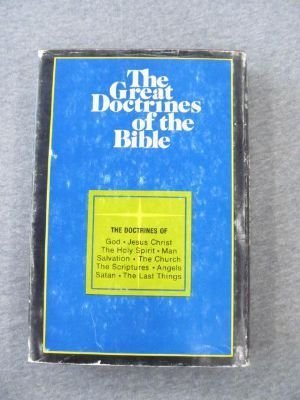 The
Great
Doctrines
of the
Bible
THE DOCTRINES OF
God • Jesus Christ
The Holy Spirit • Man
Salvation • The Church
The Scriptures • Angels
Satan • The Last Things